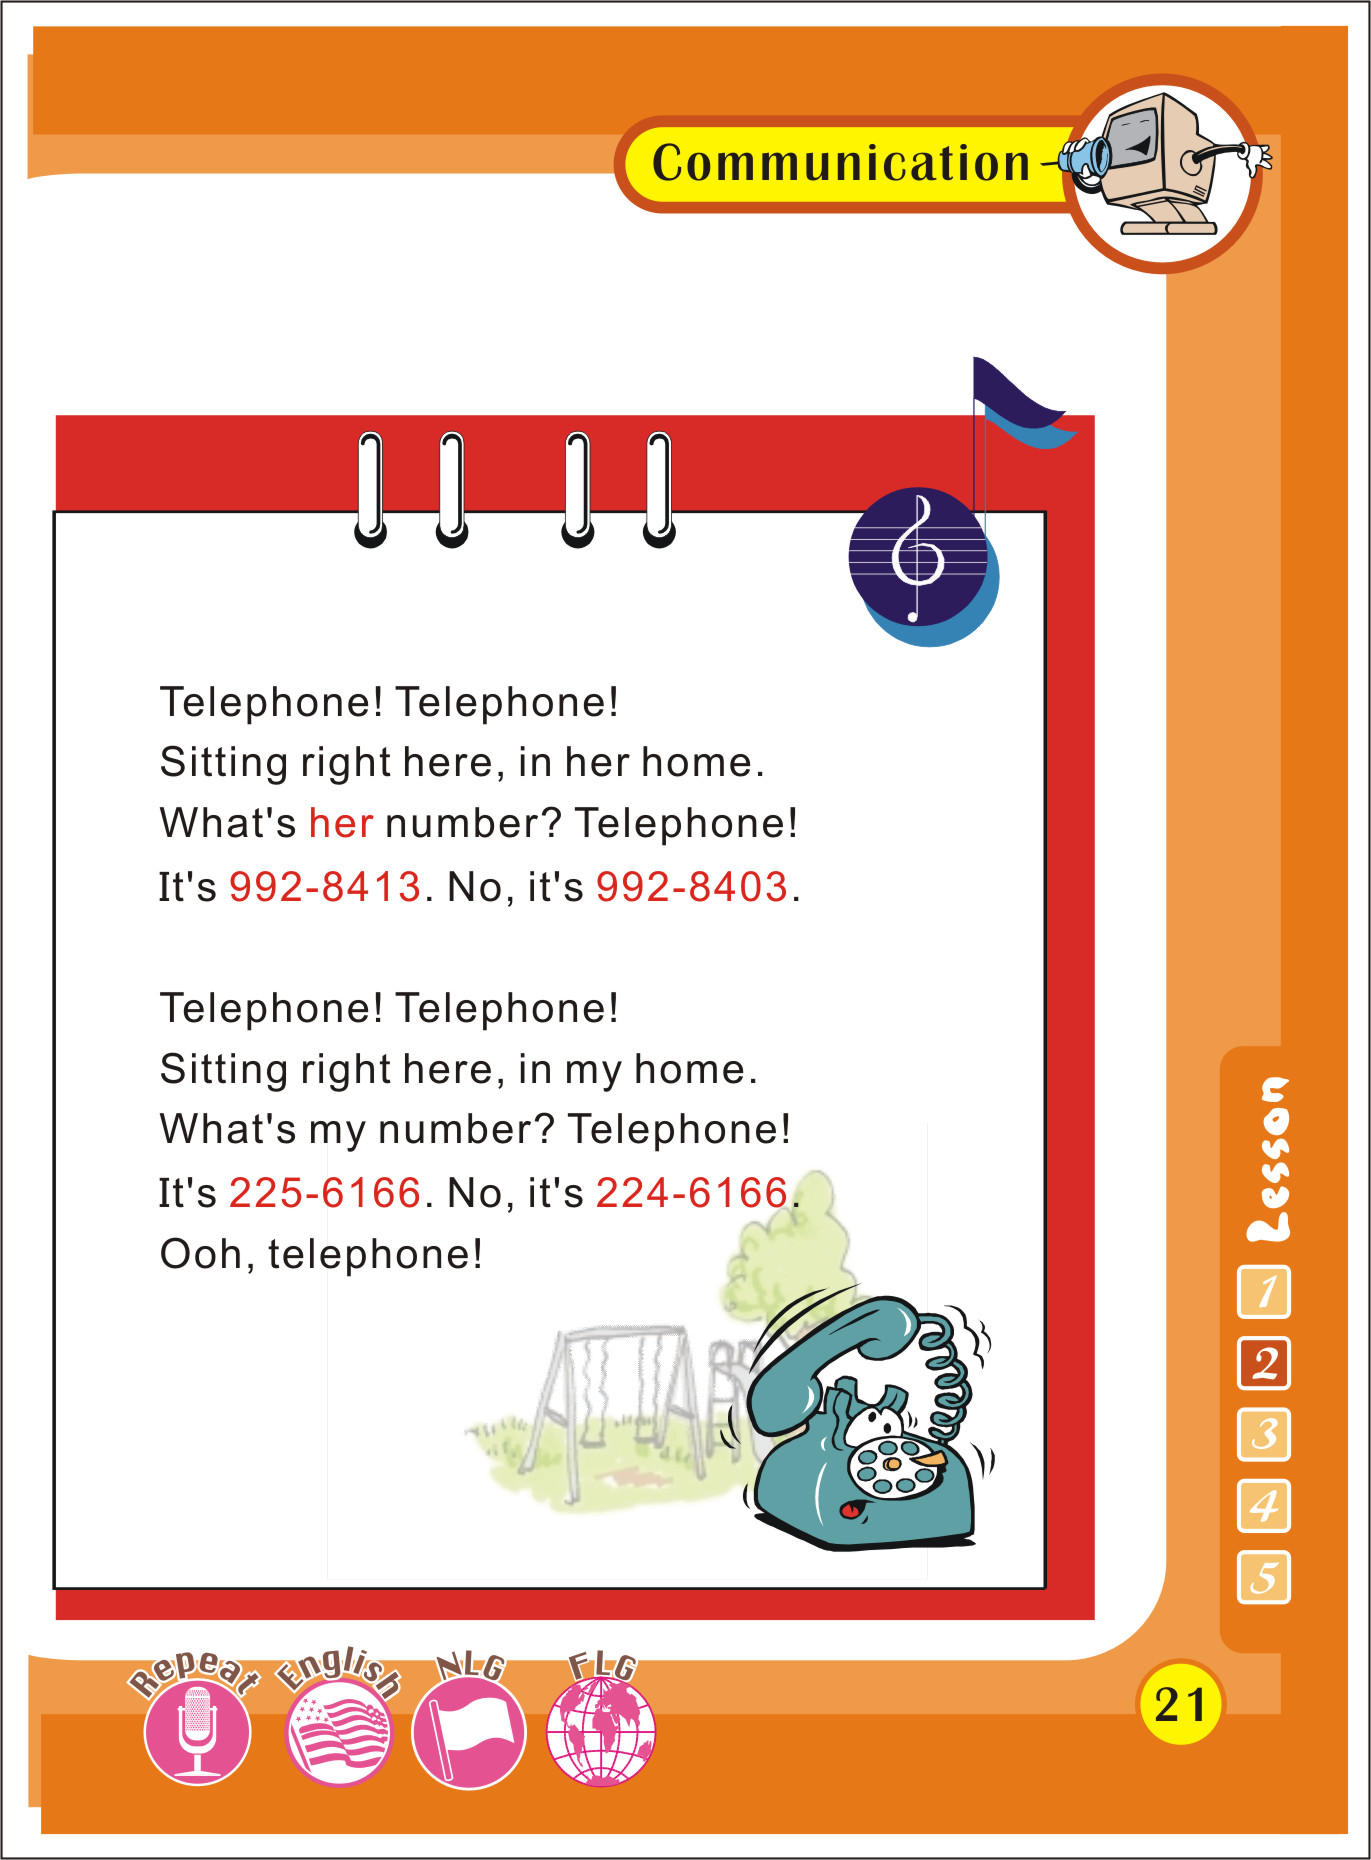 Communication
Telephone! Telephone!
Sitting right here, in her home.
What's her number? Telephone!
It's 992-8413. No, it's 992-8403.
Telephone! Telephone!
Sitting right here, in my home.
What's my number? Telephone!
It's 225-6166. No, it's 224-6166.
Ooh, telephone!
Lesson
1
2
3
4
5
Repeat
English
NLG
FLG
21